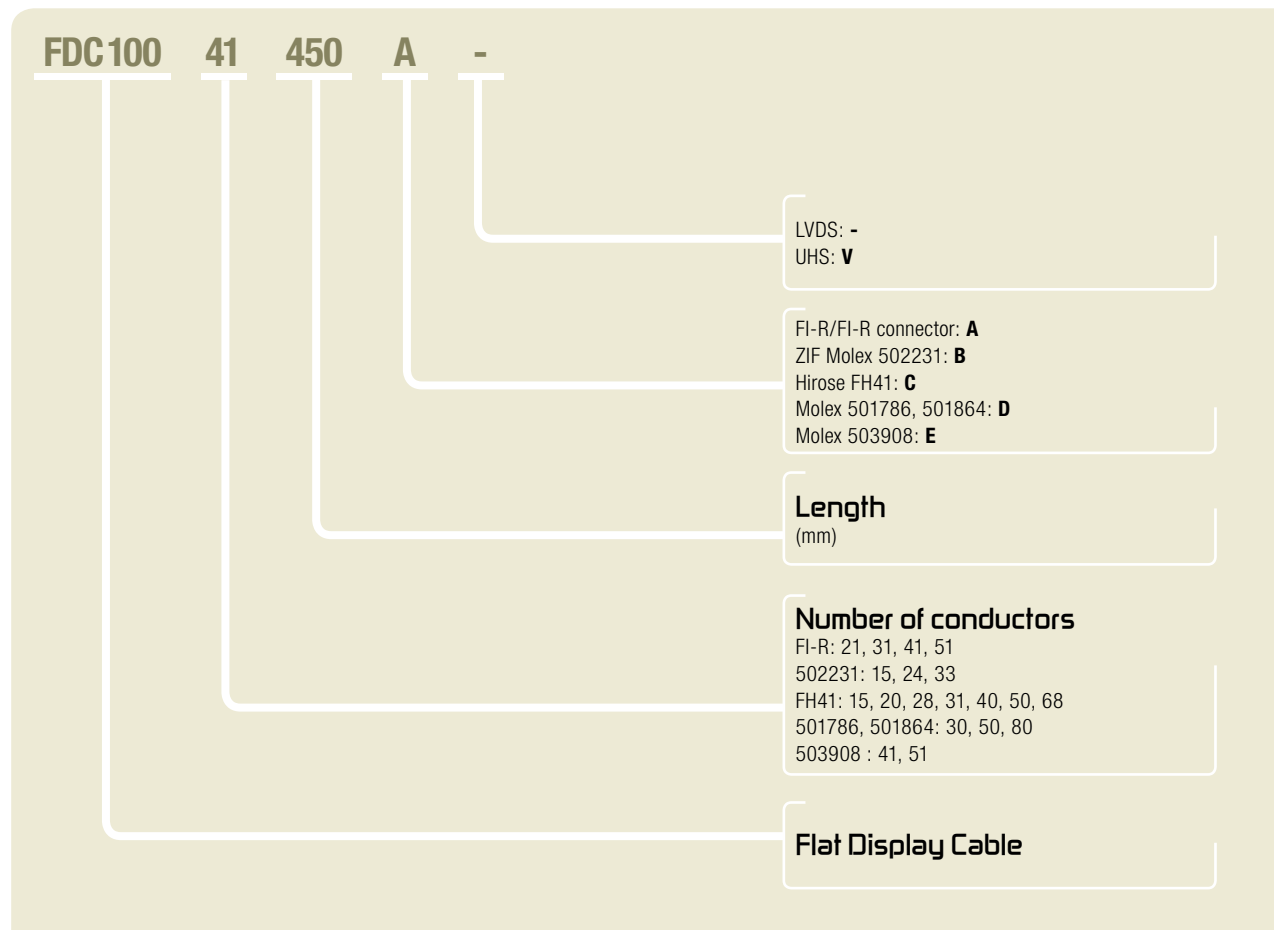 FDC100 41 450 A -
LVDS: -
UHS: V
FI-R/FI-R connector: A
ZIF Molex 502231: B
Hirose FH41: C
Molex 501786, 501864: D
Molex 503908: E
Length
(mm)
Number of conductors
FI-R: 21, 31, 41, 51
502231: 15, 24, 33
FH41: 15, 20, 28, 31, 40, 50, 68
501786, 501864: 30, 50, 80
503908 : 41, 51
Flat Display Cable